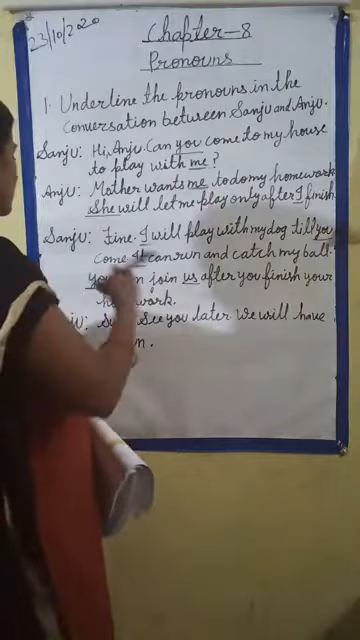 23/10/2020
Chapter-8
Pronouns
1. Underline the pronouns in the
conversation between Sanju and Anju.
Sanju: Hi, Anju. Can you come to my house
to play with me?
Anju: Mother wants me to do my homework
She will let me play only after I finish.
Sanju: Fine. I will play with my dog till you
come. It can run and catch my ball.
join us after you finish your
work.
See you later. We will have